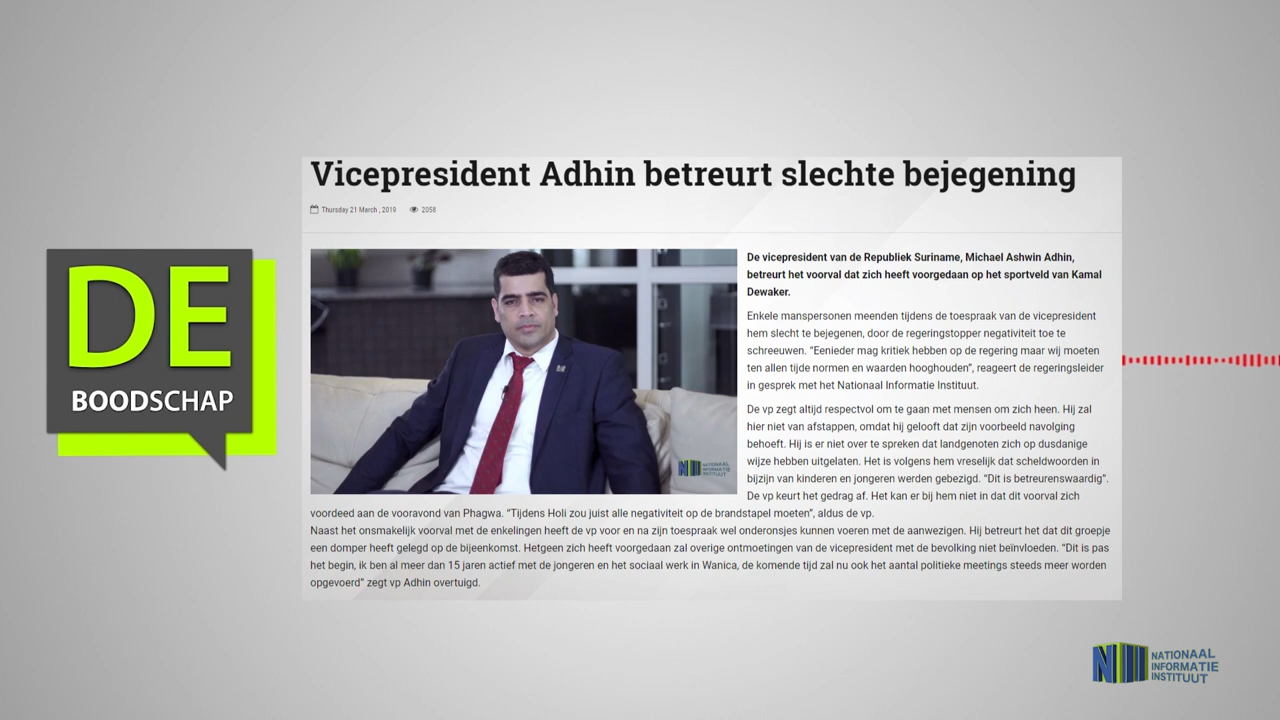 Vicepresident Adhin betreurt slechte bejegening
Thursday 21 March , 2019 2058
DE
BOODSCHAP
NATIONAAL
INFORMATIE
INSTITUUT
De vicepresident van de Republiek Suriname, Michael Ashwin Adhin,
betreurt het voorval dat zich heeft voorgedaan op het sportveld van Kamal
Dewaker.
Enkele manspersonen meenden tijdens de toespraak van de vicepresident
hem slecht te bejegenen, door de regeringstopper negativiteit toe te
schreeuwen. “Eenieder mag kritiek hebben op de regering maar wij moeten
ten allen tijde normen en waarden hooghouden”, reageert de regeringsleider
in gesprek met het Nationaal Informatie Instituut.
De vp zegt altijd respectvol om te gaan met mensen om zich heen. Hij zal
hier niet van afstappen, omdat hij gelooft dat zijn voorbeeld navolging
behoeft. Hij is er niet over te spreken dat landgenoten zich op dusdanige
wijze hebben uitgelaten. Het is volgens hem vreselijk dat scheldwoorden in
bijzijn van kinderen en jongeren werden gebezigd. “Dit is betreurenswaardig”.
De vp keurt het gedrag af. Het kan er bij hem niet in dat dit voorval zich
voordeed aan de vooravond van Phagwa. “Tijdens Holi zou juist alle negativiteit op de brandstapel moeten”, aldus de vp.
Naast het onsmakelijk voorval met de enkelingen heeft de vp voor en na zijn toespraak wel onderonsjes kunnen voeren met de aanwezigen. Hij betreurt het dat dit groepje
een domper heeft gelegd op de bijeenkomst. Hetgeen zich heeft voorgedaan zal overige ontmoetingen van de vicepresident met de bevolking niet beïnvloeden. “Dit is pas
het begin, ik ben al meer dan 15 jaren actief met de jongeren en het sociaal werk in Wanica, de komende tijd zal nu ook het aantal politieke meetings steeds meer worden
opgevoerd” zegt vp Adhin overtuigd.
NATIONAAL
INFORMATIE
INSTITUUT